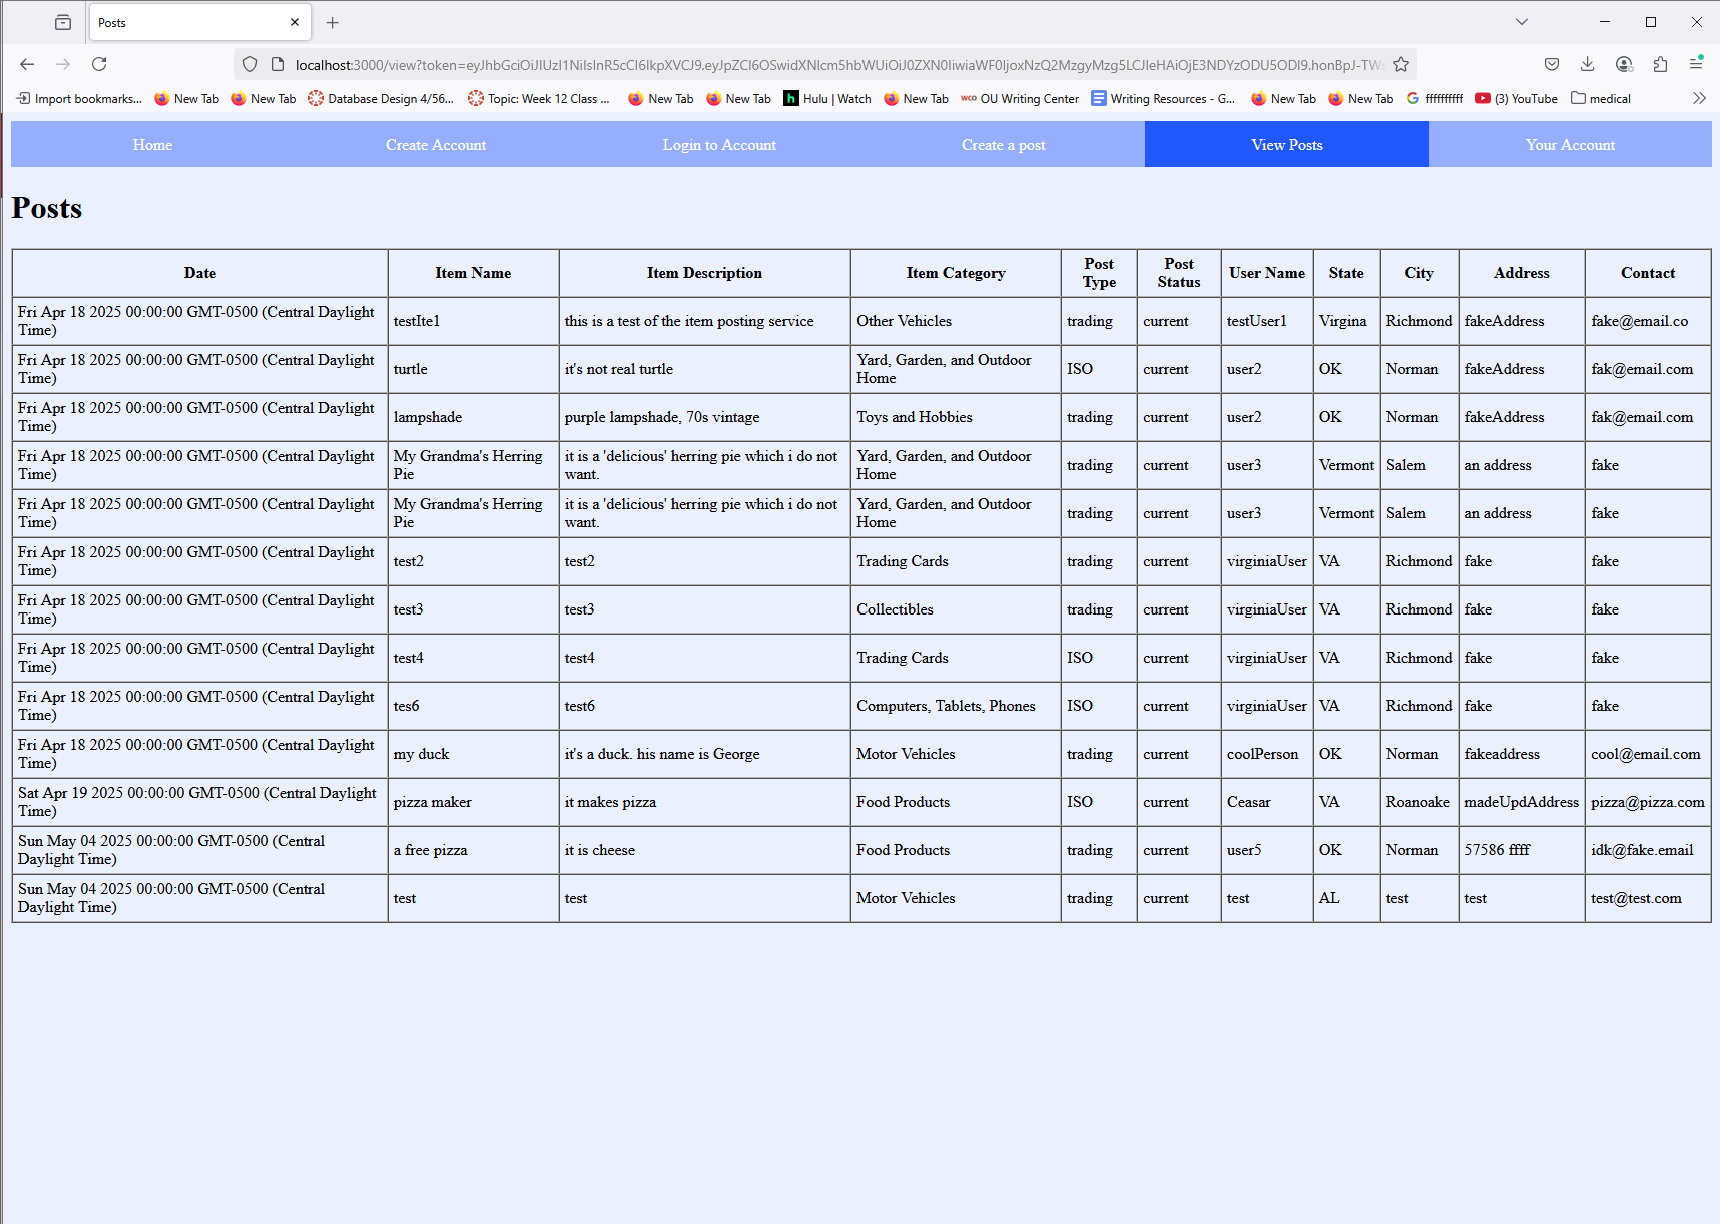 Posts
localhost:3000/view?token=eyJhbGciOiJIUzI1NiIsInR5cCI6IkpXVCJ9.eyJpZCI6OSwidXNlcm5hbWUiOiJ0ZXN0IiwiaWF0IjoxNzQ2MzgyMzg5LCJleHAiOjE3NDYzODU5ODl9.honBpJ-TWs
Import bookmarks... New Tab New Tab Database Design 4/56... Topic: Week 12 Class ... New Tab New Tab Hulu | Watch New Tab OU Writing Center Writing Resources - G... New Tab New Tab ffffffffff (3) YouTube medical
Home Create Account Login to Account Create a post View Posts Your Account
Posts
Date Item Name Item Description Item Category Post Type Post Status User Name State City Address Contact
Fri Apr 18 2025 00:00:00 GMT-0500 (Central Daylight Time) testIte1 this is a test of the item posting service Other Vehicles trading current testUser1 Virgina Richmond fakeAddress fake@email.co
Fri Apr 18 2025 00:00:00 GMT-0500 (Central Daylight Time) turtle it's not real turtle Yard, Garden, and Outdoor Home ISO current user2 OK Norman fakeAddress fak@email.com
Fri Apr 18 2025 00:00:00 GMT-0500 (Central Daylight Time) lampshade purple lampshade, 70s vintage Toys and Hobbies trading current user2 OK Norman fakeAddress fak@email.com
Fri Apr 18 2025 00:00:00 GMT-0500 (Central Daylight Time) My Grandma's Herring Pie it is a 'delicious' herring pie which i do not want. Yard, Garden, and Outdoor Home trading current user3 Vermont Salem an address fake
Fri Apr 18 2025 00:00:00 GMT-0500 (Central Daylight Time) My Grandma's Herring Pie it is a 'delicious' herring pie which i do not want. Yard, Garden, and Outdoor Home trading current user3 Vermont Salem an address fake
Fri Apr 18 2025 00:00:00 GMT-0500 (Central Daylight Time) test2 test2 Trading Cards trading current virginiaUser VA Richmond fake fake
Fri Apr 18 2025 00:00:00 GMT-0500 (Central Daylight Time) test3 test3 Collectibles trading current virginiaUser VA Richmond fake fake
Fri Apr 18 2025 00:00:00 GMT-0500 (Central Daylight Time) test4 test4 Trading Cards ISO current virginiaUser VA Richmond fake fake
Fri Apr 18 2025 00:00:00 GMT-0500 (Central Daylight Time) tes6 test6 Computers, Tablets, Phones ISO current virginiaUser VA Richmond fake fake
Fri Apr 18 2025 00:00:00 GMT-0500 (Central Daylight Time) my duck it's a duck. his name is George Motor Vehicles trading current coolPerson OK Norman fakeaddress cool@email.com
Sat Apr 19 2025 00:00:00 GMT-0500 (Central Daylight Time) pizza maker it makes pizza Food Products ISO current Ceasar VA Roanoake madeUpdAddress pizza@pizza.com
Sun May 04 2025 00:00:00 GMT-0500 (Central Daylight Time) a free pizza it is cheese Food Products trading current user5 OK Norman 57586 ffff idk@fake.email
Sun May 04 2025 00:00:00 GMT-0500 (Central Daylight Time) test test Motor Vehicles trading current test AL test test test@test.com